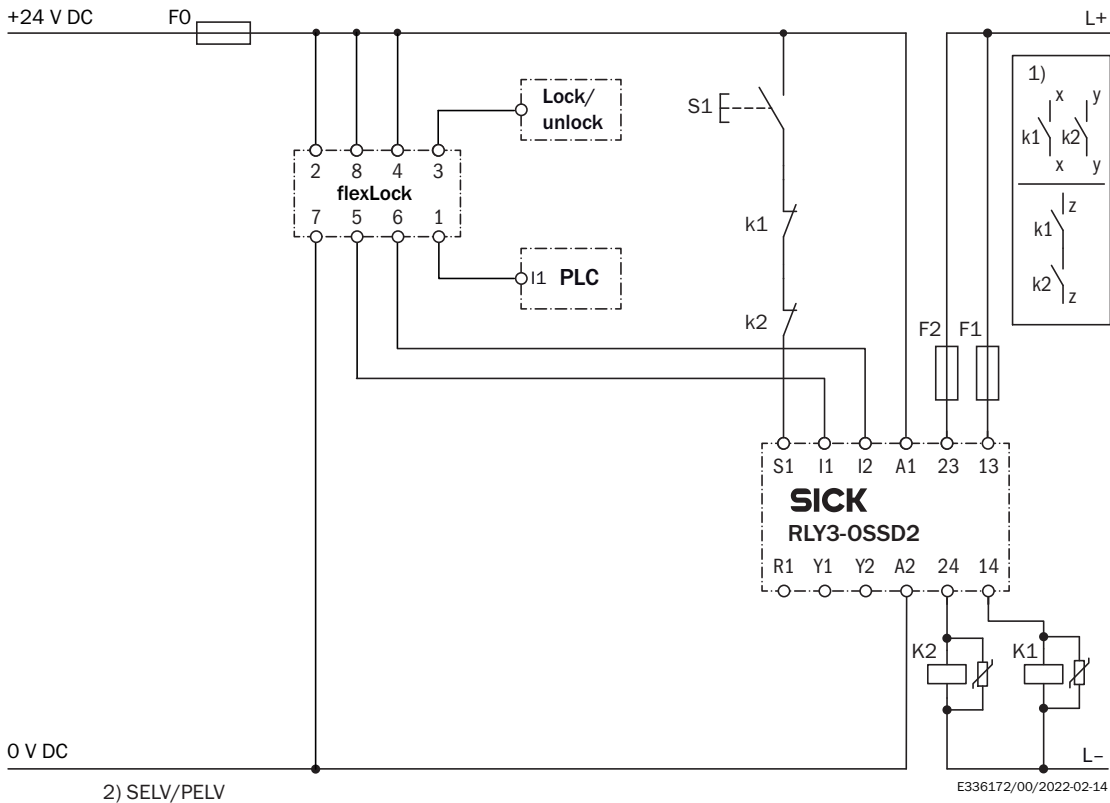 +24 V DC F0 L+
1)
x y
S1 k1 k2
x y
z
k1
k2
z
Lock/
unlock
2 8 4 3
flexLock
7 5 6 1
I1 PLC
k1
k2
F2 F1
S1 I1 I2 A1 23 13
SICK
RLY3-OSSD2
R1 Y1 Y2 A2 24 14
K2 K1
0 V DC L–
2) SELV/PELV
E336172/00/2022-02-14